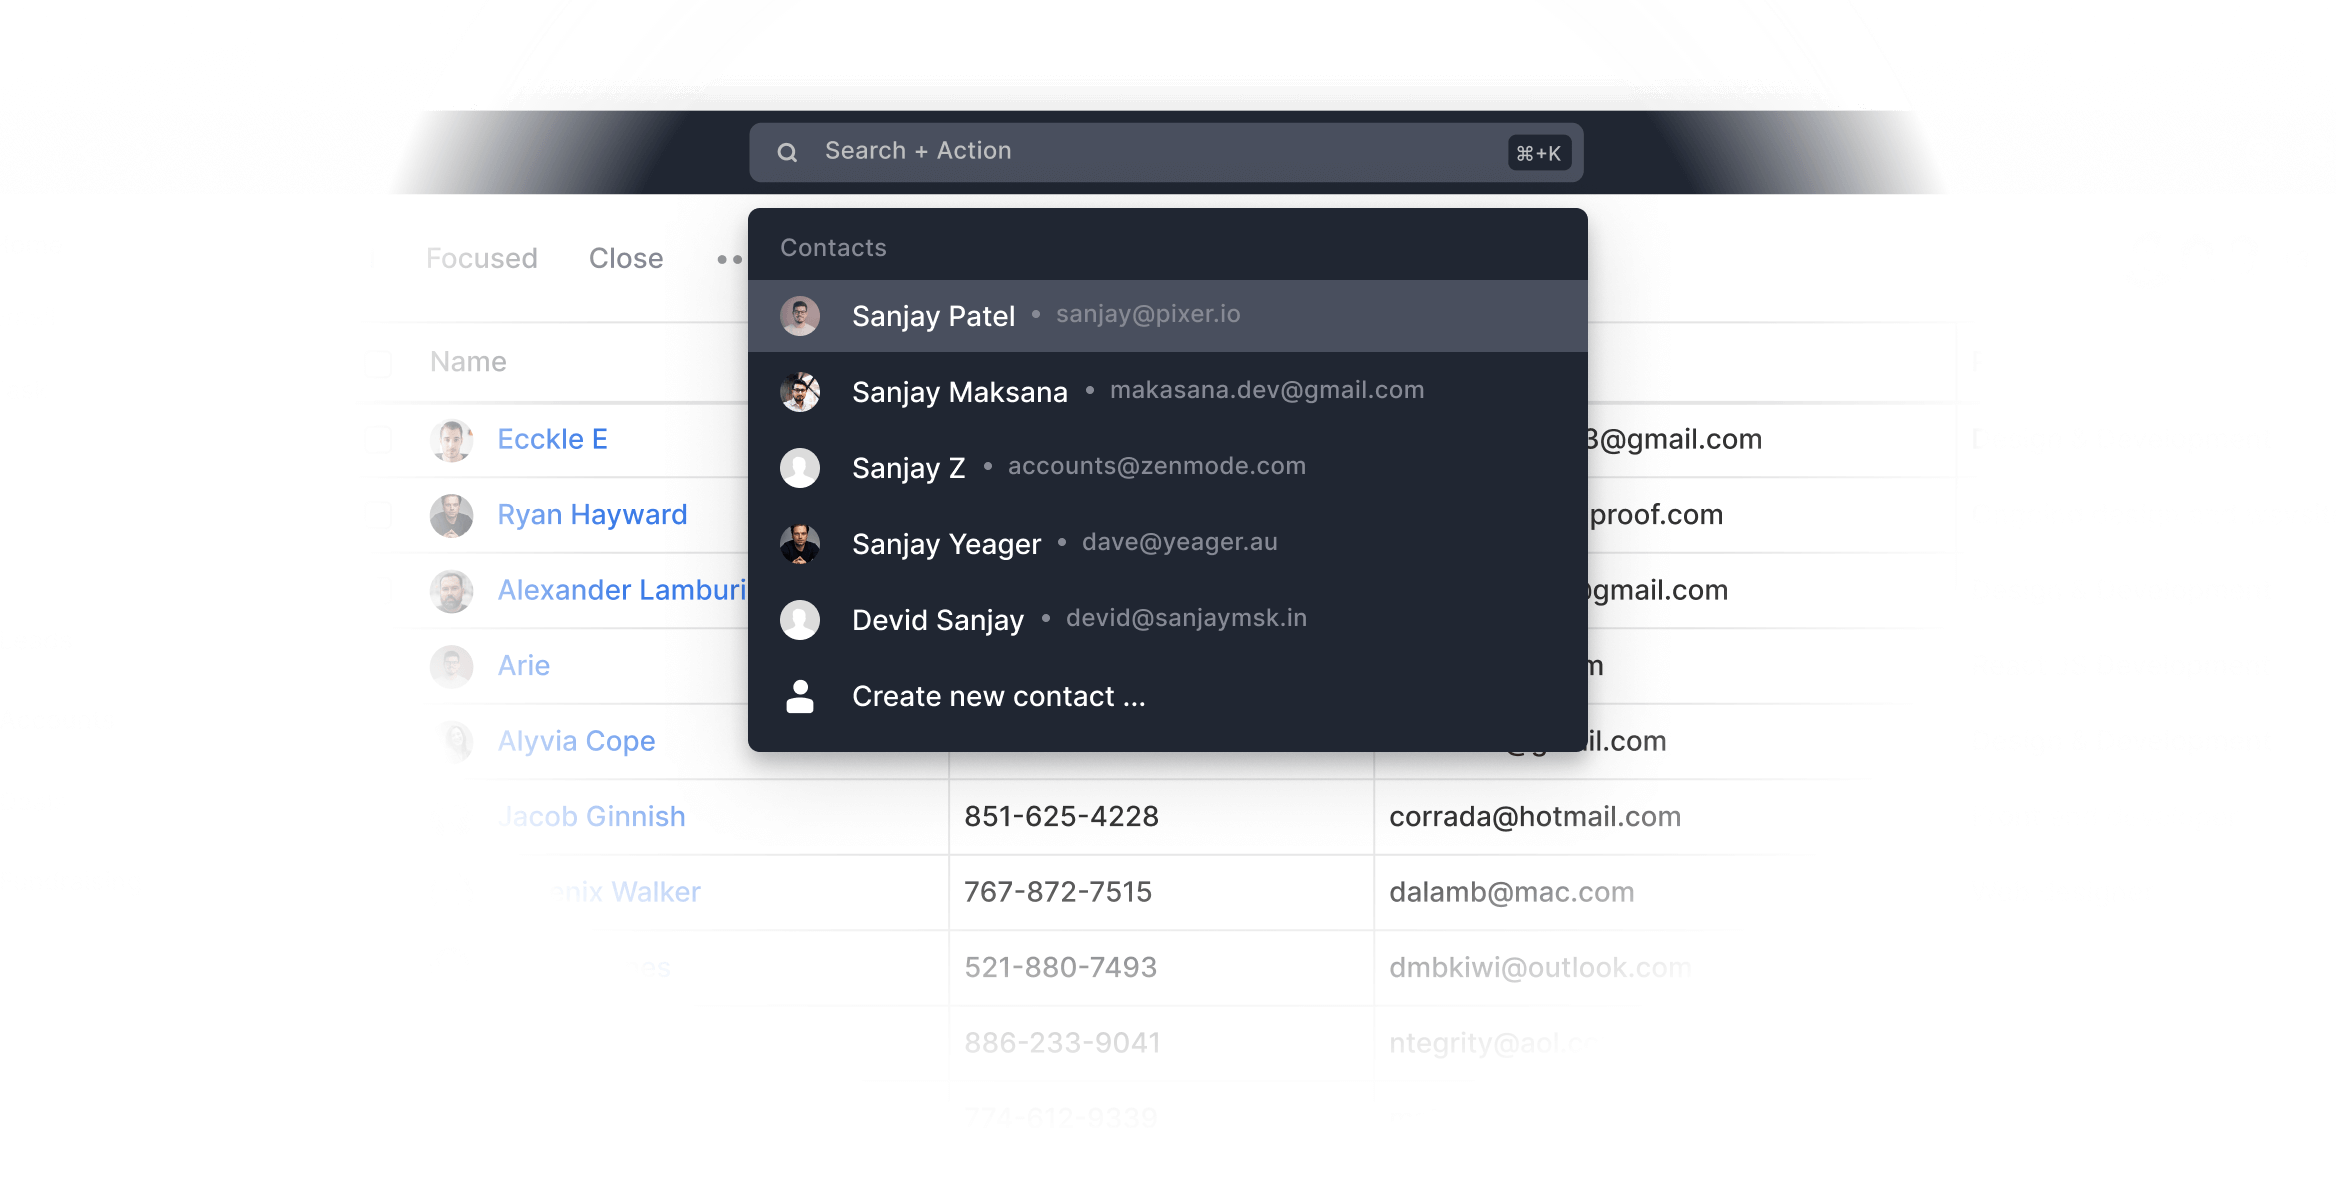 Search + Action ⌘+K
Contacts
Focused Close
Sanjay Patel • sanjay@pixer.io
Name
Sanjay Maksana • makasana.dev@gmail.com
Ecckle E 3@gmail.com
Sanjay Z • accounts@zenmode.com
Ryan Hayward proof.com
Sanjay Yeager • dave@yeager.au
Alexander Lamburi gmail.com
Devid Sanjay • devid@sanjaymsk.in
Arie m
Create new contact ...
Alyvia Cope il.com
Jacob Ginnish 851-625-4228 corrada@hotmail.com
enix Walker 767-872-7515 dalamb@mac.com
es 521-880-7493 dmbkiwi@outlook.com
886-233-9041 ntegrity@aol.c
774-612-9339